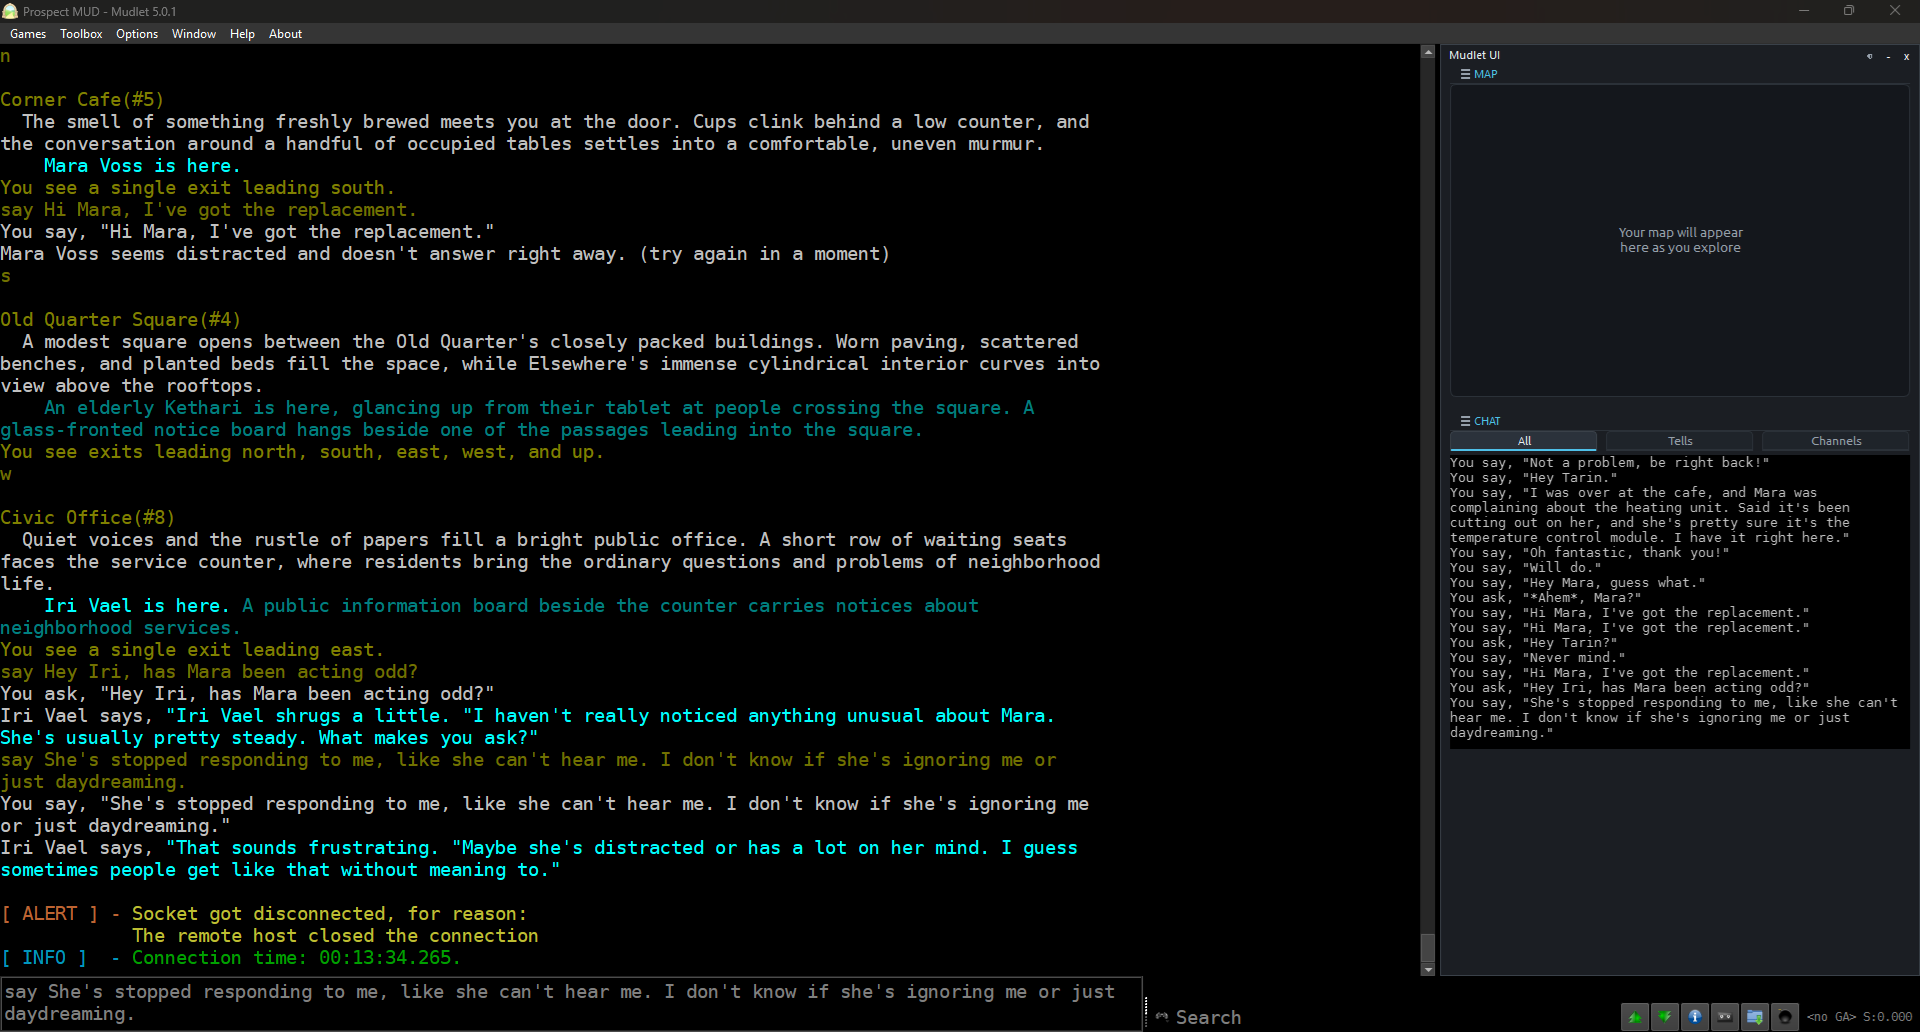 Prospect MUD - Mudlet 5.0.1
Games Toolbox Options Window Help About
n
Corner Cafe(#5)
The smell of something freshly brewed meets you at the door. Cups clink behind a low counter, and
the conversation around a handful of occupied tables settles into a comfortable, uneven murmur.
Mara Voss is here.
You see a single exit leading south.
say Hi Mara, I've got the replacement.
You say, "Hi Mara, I've got the replacement."
Mara Voss seems distracted and doesn't answer right away. (try again in a moment)
s
Old Quarter Square(#4)
A modest square opens between the Old Quarter's closely packed buildings. Worn paving, scattered
benches, and planted beds fill the space, while Elsewhere's immense cylindrical interior curves into
view above the rooftops.
An elderly Kethari is here, glancing up from their tablet at people crossing the square. A
glass-fronted notice board hangs beside one of the passages leading into the square.
You see exits leading north, south, east, west, and up.
w
Civic Office(#8)
Quiet voices and the rustle of papers fill a bright public office. A short row of waiting seats
faces the service counter, where residents bring the ordinary questions and problems of neighborhood
life.
Iri Vael is here. A public information board beside the counter carries notices about
neighborhood services.
You see a single exit leading east.
say Hey Iri, has Mara been acting odd?
You ask, "Hey Iri, has Mara been acting odd?"
Iri Vael says, "Iri Vael shrugs a little. "I haven't really noticed anything unusual about Mara.
She's usually pretty steady. What makes you ask?"
say She's stopped responding to me, like she can't hear me. I don't know if she's ignoring me or
just daydreaming.
You say, "She's stopped responding to me, like she can't hear me. I don't know if she's ignoring me
or just daydreaming."
Iri Vael says, "That sounds frustrating. "Maybe she's distracted or has a lot on her mind. I guess
sometimes people get like that without meaning to."
[ ALERT ] - Socket got disconnected, for reason:
The remote host closed the connection
[ INFO ] - Connection time: 00:13:34.265.
say She's stopped responding to me, like she can't hear me. I don't know if she's ignoring me or just
daydreaming.
Search
Mudlet UI
MAP
Your map will appear
here as you explore
CHAT
All Tells Channels
You say, "Not a problem, be right back!"
You say, "Hey Tarin."
You say, "I was over at the cafe, and Mara was
complaining about the heating unit. Said it's been
cutting out on her, and she's pretty sure it's the
temperature control module. I have it right here."
You say, "Oh fantastic, thank you!"
You say, "Will do."
You say, "Hey Mara, guess what."
You ask, "*Ahem*, Mara?"
You say, "Hi Mara, I've got the replacement."
You say, "Hi Mara, I've got the replacement."
You ask, "Hey Tarin?"
You say, "Never mind."
You say, "Hi Mara, I've got the replacement."
You ask, "Hey Iri, has Mara been acting odd?"
You say, "She's stopped responding to me, like she can't
hear me. I don't know if she's ignoring me or just
daydreaming."
<no GA> S:0.000